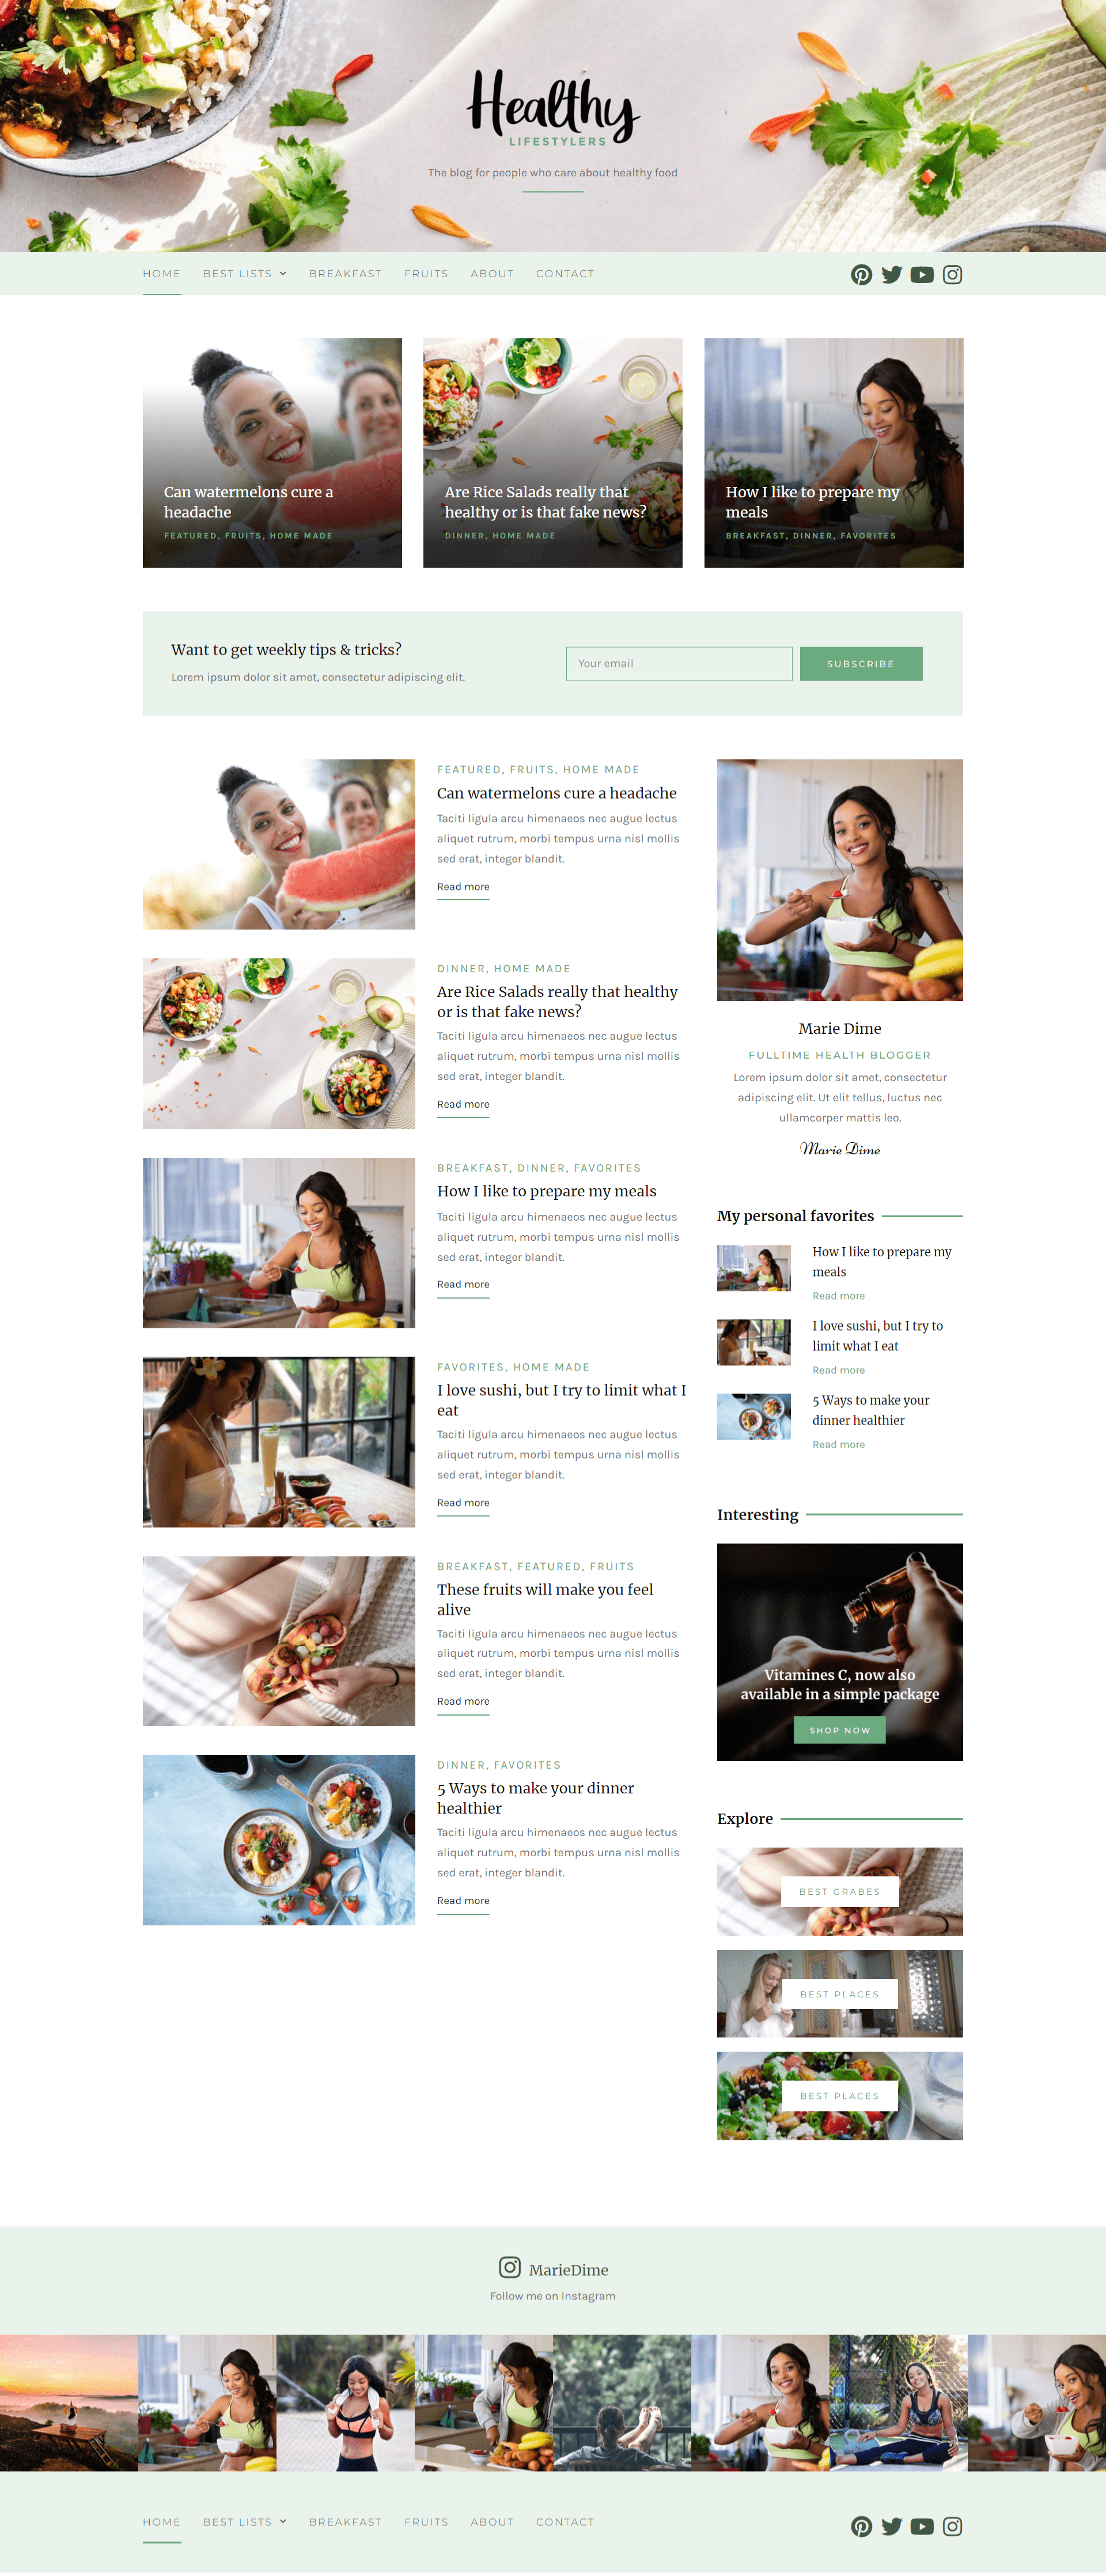 Healthy
LIFESTYLERS
The blog for people who care about healthy food
HOME BEST LISTS BREAKFAST FRUITS ABOUT CONTACT
Can watermelons cure a
headache
FEATURED, FRUITS, HOME MADE
Are Rice Salads really that
healthy or is that fake news?
DINNER, HOME MADE
How I like to prepare my
meals
BREAKFAST, DINNER, FAVORITES
Want to get weekly tips & tricks?
Lorem ipsum dolor sit amet, consectetur adipiscing elit.
Your email
SUBSCRIBE
FEATURED, FRUITS, HOME MADE
Can watermelons cure a headache
Taciti ligula arcu himenaeos nec augue lectus
aliquet rutrum, morbi tempus urna nisl mollis
sed erat, integer blandit.
Read more
DINNER, HOME MADE
Are Rice Salads really that healthy
or is that fake news?
Taciti ligula arcu himenaeos nec augue lectus
aliquet rutrum, morbi tempus urna nisl mollis
sed erat, integer blandit.
Read more
BREAKFAST, DINNER, FAVORITES
How I like to prepare my meals
Taciti ligula arcu himenaeos nec augue lectus
aliquet rutrum, morbi tempus urna nisl mollis
sed erat, integer blandit.
Read more
FAVORITES, HOME MADE
I love sushi, but I try to limit what I
eat
Taciti ligula arcu himenaeos nec augue lectus
aliquet rutrum, morbi tempus urna nisl mollis
sed erat, integer blandit.
Read more
BREAKFAST, FEATURED, FRUITS
These fruits will make you feel
alive
Taciti ligula arcu himenaeos nec augue lectus
aliquet rutrum, morbi tempus urna nisl mollis
sed erat, integer blandit.
Read more
DINNER, FAVORITES
5 Ways to make your dinner
healthier
Taciti ligula arcu himenaeos nec augue lectus
aliquet rutrum, morbi tempus urna nisl mollis
sed erat, integer blandit.
Read more
Marie Dime
FULLTIME HEALTH BLOGGER
Lorem ipsum dolor sit amet, consectetur
adipiscing elit. Ut elit tellus, luctus nec
ullamcorper mattis leo.
Marie Dime
My personal favorites
How I like to prepare my
meals
Read more
I love sushi, but I try to
limit what I eat
Read more
5 Ways to make your
dinner healthier
Read more
Interesting
Vitamines C, now also
available in a simple package
SHOP NOW
Explore
BEST GRABES
BEST PLACES
BEST PLACES
MarieDime
Follow me on Instagram
HOME BEST LISTS BREAKFAST FRUITS ABOUT CONTACT